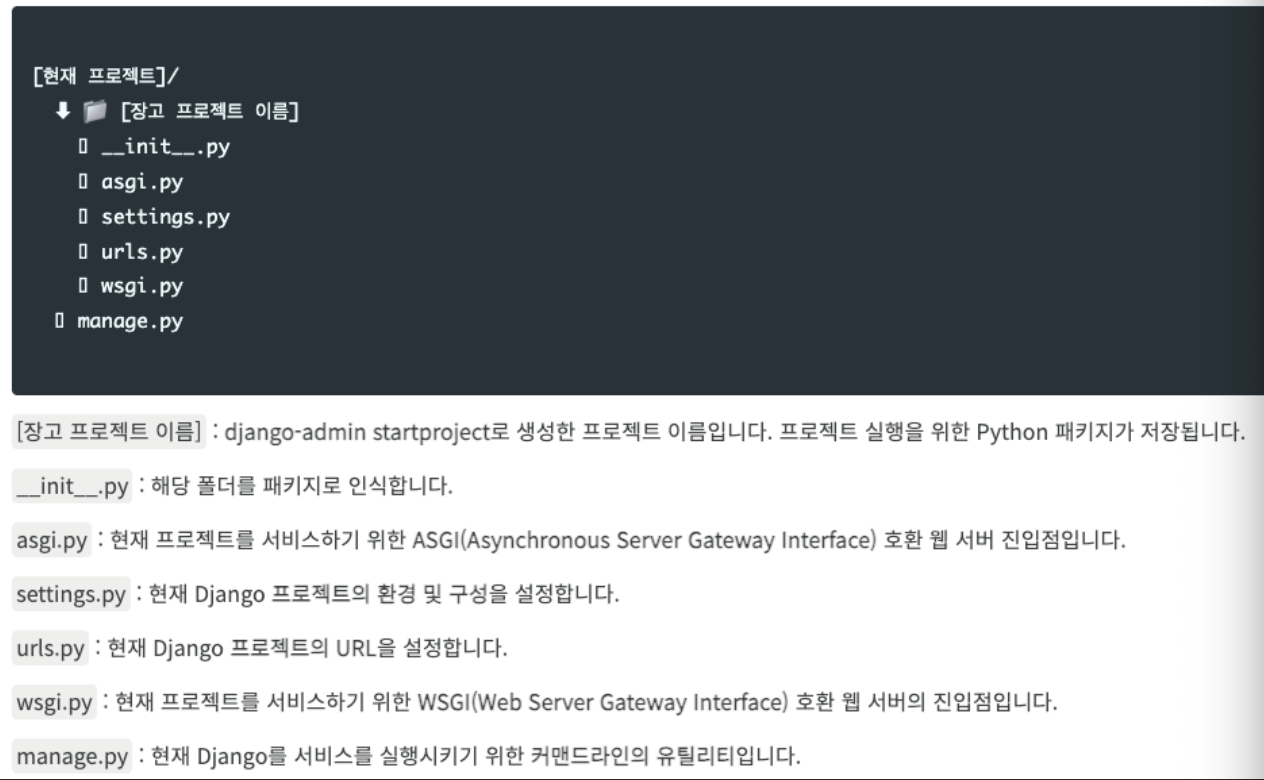 [현재 프로젝트]/
⬇ 📁 [장고 프로젝트 이름]
▯ __init__.py
▯ asgi.py
▯ settings.py
▯ urls.py
▯ wsgi.py
▯ manage.py
[장고 프로젝트 이름] : django-admin startproject로 생성한 프로젝트 이름입니다. 프로젝트 실행을 위한 Python 패키지가 저장됩니다.
__init__.py : 해당 폴더를 패키지로 인식합니다.
asgi.py : 현재 프로젝트를 서비스하기 위한 ASGI(Asynchronous Server Gateway Interface) 호환 웹 서버 진입점입니다.
settings.py : 현재 Django 프로젝트의 환경 및 구성을 설정합니다.
urls.py : 현재 Django 프로젝트의 URL을 설정합니다.
wsgi.py : 현재 프로젝트를 서비스하기 위한 WSGI(Web Server Gateway Interface) 호환 웹 서버의 진입점입니다.
manage.py : 현재 Django를 서비스를 실행시키기 위한 커맨드라인의 유틸리티입니다.